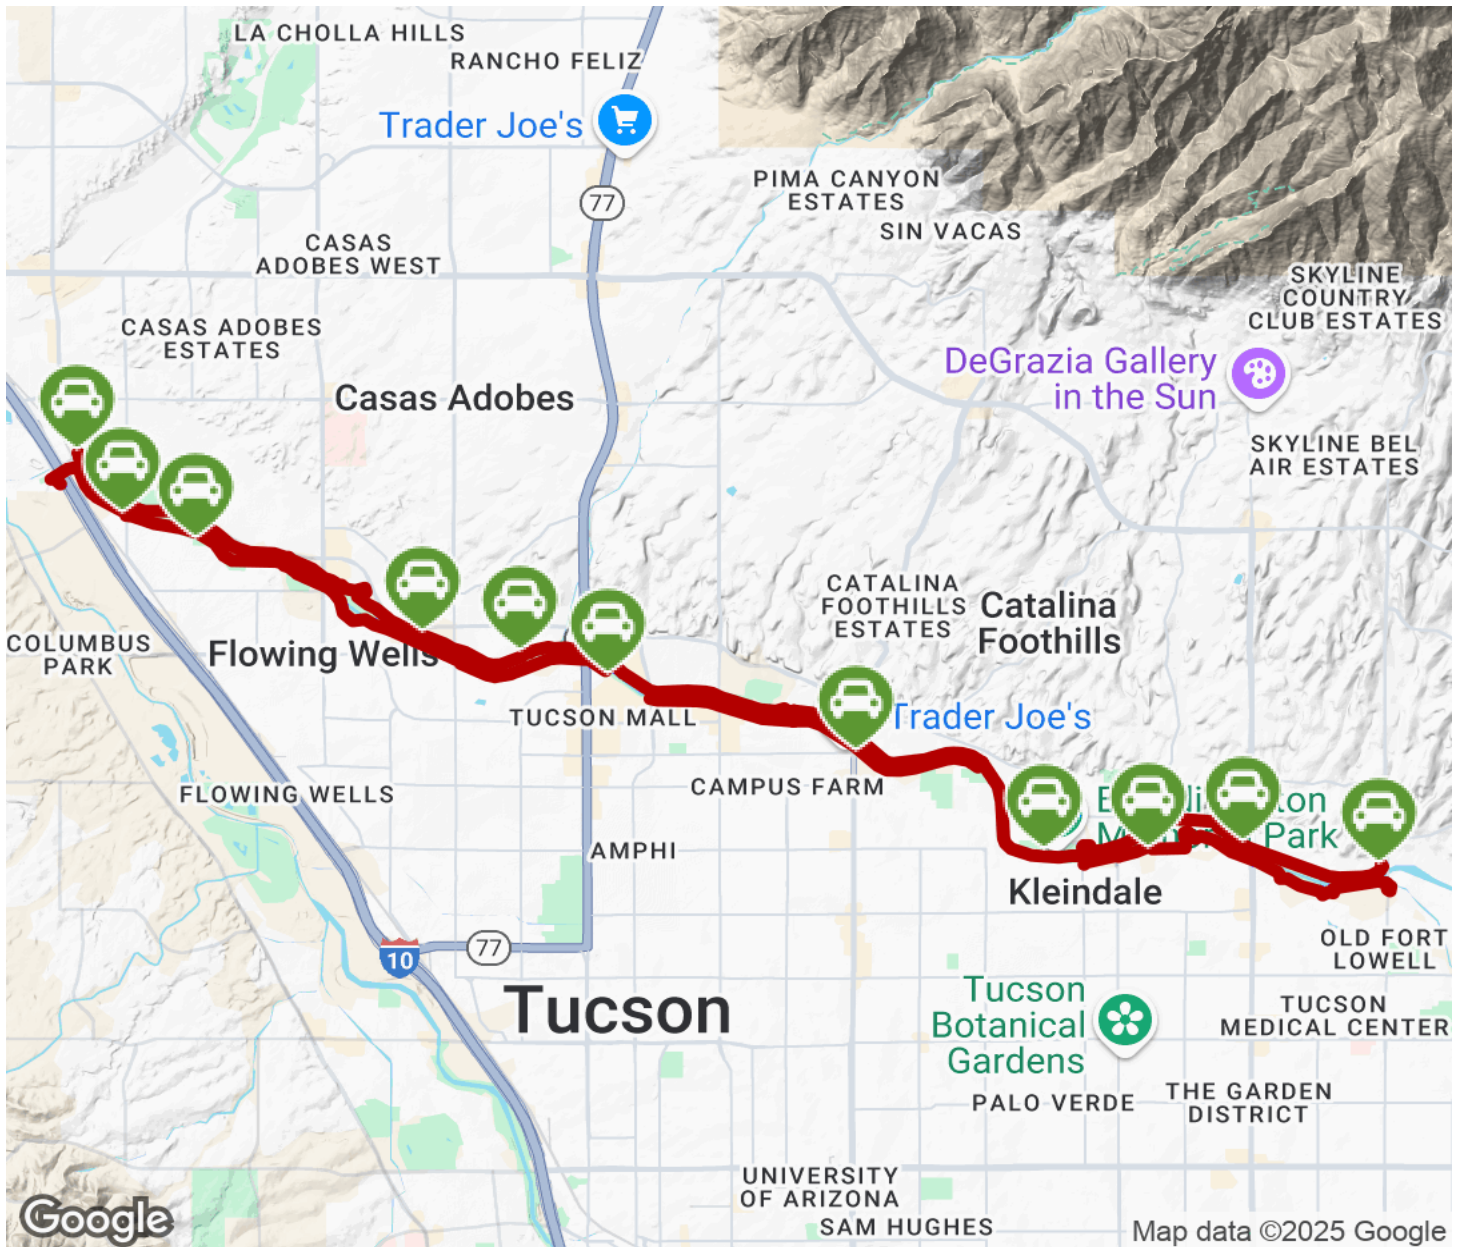 LA CHOLLA HILLS
RANCHO FELIZ
Trader Joe's
77
PIMA CANYON
ESTATES
SIN VACAS
CASAS
ADOBES WEST
SKYLINE
COUNTRY
CLUB ESTATES
CASAS ADOBES
ESTATES
DeGrazia Gallery
in the Sun
Casas Adobes
SKYLINE BEL
AIR ESTATES
CATALINA
FOOTHILLS
ESTATES
Catalina
Foothills
COLUMBUS
PARK
Flowing Wells
TUCSON MALL
Trader Joe's
CAMPUS FARM
FLOWING WELLS
Park
AMPHI
Kleindale
OLD FORT
LOWELL
77
10
Tucson
Tucson
Botanical
Gardens
TUCSON
MEDICAL CENTER
PALO VERDE
THE GARDEN
DISTRICT
UNIVERSITY
OF ARIZONA
SAM HUGHES
Google
Map data ©2025 Google